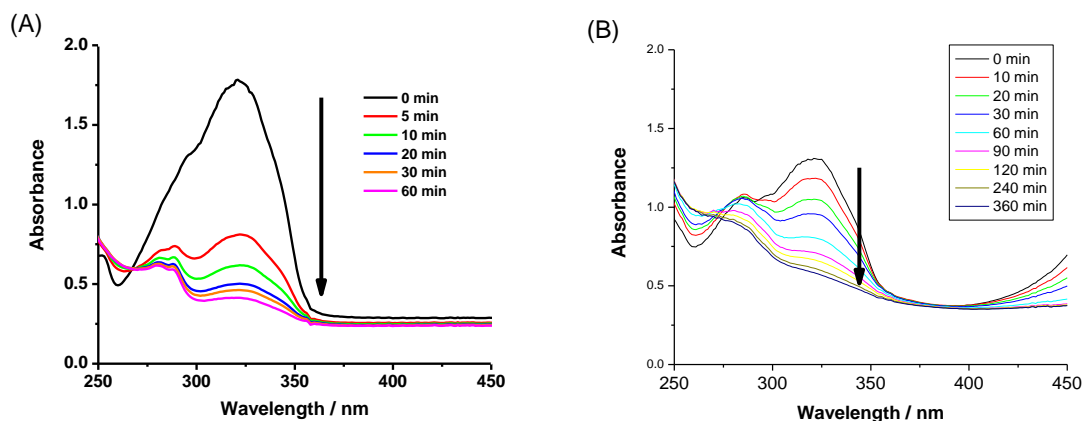 (A)
2.0
1.5
1.0
0.5
0.0
250
300
350
400
450
Absorbance
Wavelength / nm
0 min
5 min
10 min
20 min
30 min
60 min
(B)
2.0
1.5
1.0
0.5
0.0
250
300
350
400
450
Absorbance
Wavelength / nm
0 min
10 min
20 min
30 min
60 min
90 min
120 min
240 min
360 min